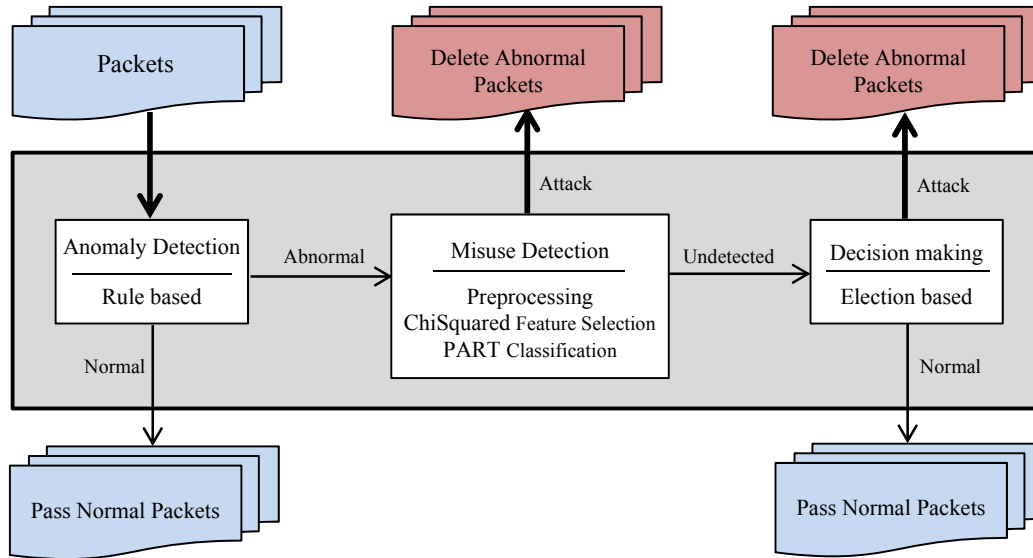 Packets
Delete Abnormal
Packets
Delete Abnormal
Packets
Attack
Attack
Anomaly Detection
Rule based
Abnormal
Misuse Detection
Preprocessing
ChiSquared Feature Selection
PART Classification
Undetected
Decision making
Election based
Normal
Normal
Pass Normal Packets
Pass Normal Packets